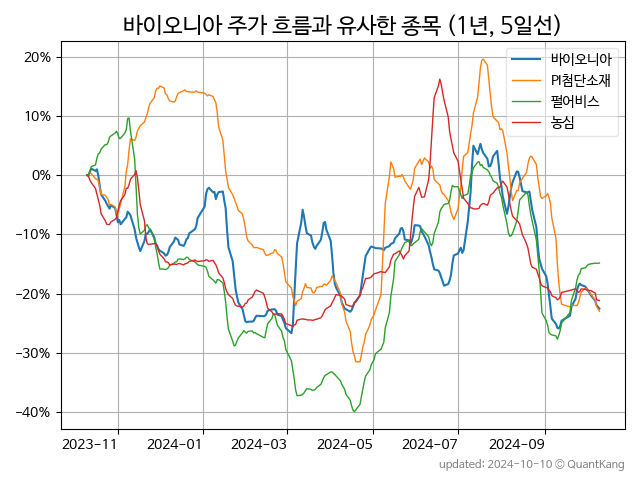 바이오니아 주가 흐름과 유사한 종목 (1년, 5일선)
20%
10%
0%
−10%
−20%
−30%
−40%
바이오니아
PI첨단소재
펄어비스
농심
2023-11
2024-01
2024-03
2024-05
2024-07
2024-09
updated: 2024-10-10 © QuantKang